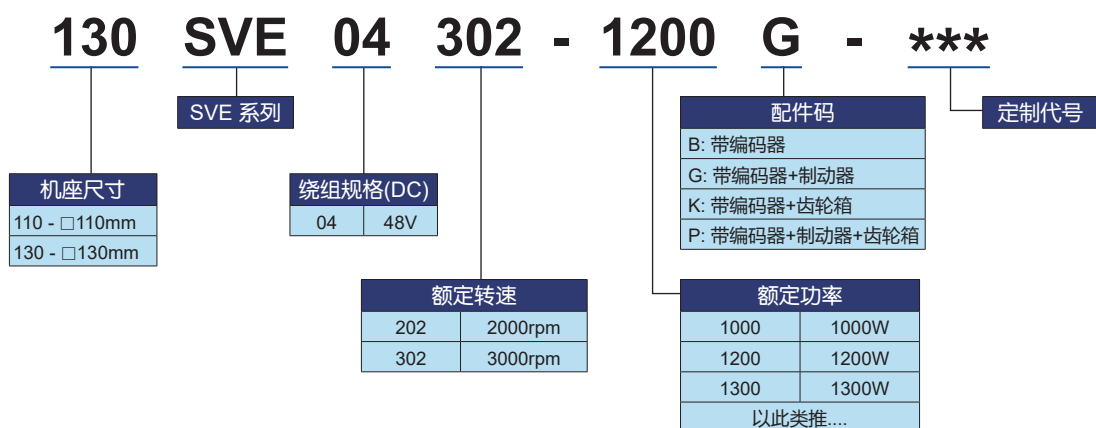 130 SVE 04 302 - 1200 G - ***
SVE 系列
配件码
定制代号
B: 带编码器
G: 带编码器+制动器
K: 带编码器+齿轮箱
P: 带编码器+制动器+齿轮箱
机座尺寸
110 - □110mm
130 - □130mm
绕组规格(DC)
04 48V
额定转速
202 2000rpm
302 3000rpm
额定功率
1000 1000W
1200 1200W
1300 1300W
以此类推....